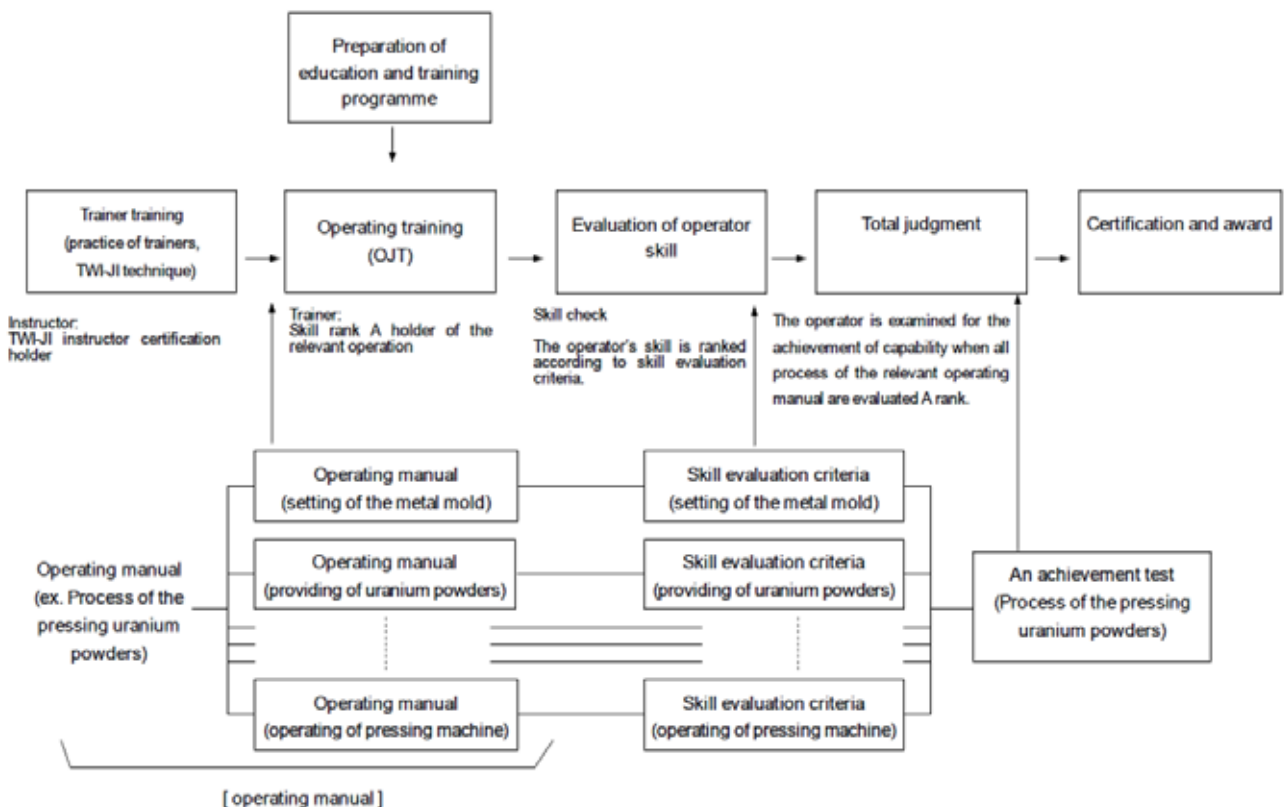 Preparation of
education and training
programme
Trainer training
(practice of trainers,
TWI-JI technique)
Operating training
(OJT)
Evaluation of operator
skill
Total judgment
Certification and award
Instructor:
TWI-JI instructor certification
holder
Trainer:
Skill rank A holder of the
relevant operation
Skill check
The operator's skill is ranked
according to skill evaluation
criteria.
The operator is examined for the
achievement of capability when all
process of the relevant operating
manual are evaluated A rank.
Operating manual
(setting of the metal mold)
Skill evaluation criteria
(setting of the metal mold)
Operating manual
(ex. Process of the
pressing uranium
powders)
Operating manual
(providing of uranium powders)
Skill evaluation criteria
(providing of uranium powders)
An achievement test
(Process of the pressing
uranium powders)
Operating manual
(operating of pressing machine)
Skill evaluation criteria
(operating of pressing machine)
[ operating manual ]